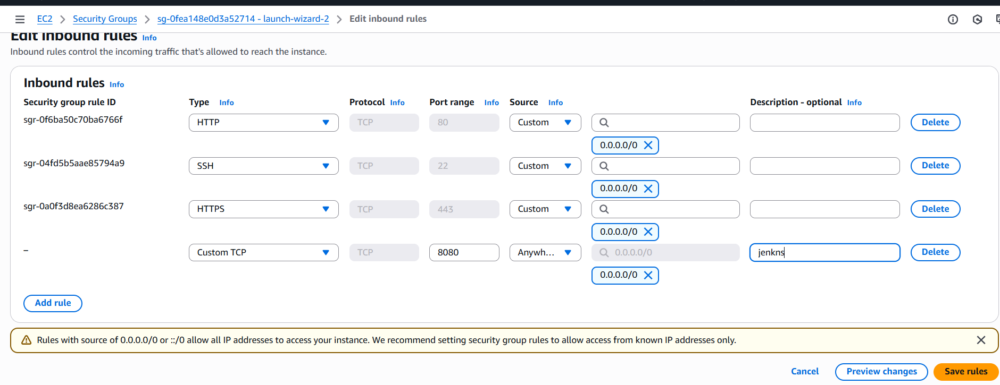 EC2 > Security Groups > sg-0fea148e0d3a52714 - launch-wizard-2 > Edit inbound rules
Edit inbound rules Info
Inbound rules control the incoming traffic that's allowed to reach the instance.
Inbound rules Info
Security group rule ID Type Info Protocol Info Port range Info Source Info Description - optional Info
sgr-0f6ba50c70ba6766f HTTP TCP 80 Custom Delete
0.0.0.0/0
sgr-04fd5b5aae85794a9 SSH TCP 22 Custom Delete
0.0.0.0/0
sgr-0a0f3d8ea6286c387 HTTPS TCP 443 Custom Delete
0.0.0.0/0
– Custom TCP TCP 8080 Anywh... 0.0.0.0/0 jenkns Delete
0.0.0.0/0
Add rule
Rules with source of 0.0.0.0/0 or ::/0 allow all IP addresses to access your instance. We recommend setting security group rules to allow access from known IP addresses only.
Cancel Preview changes Save rules